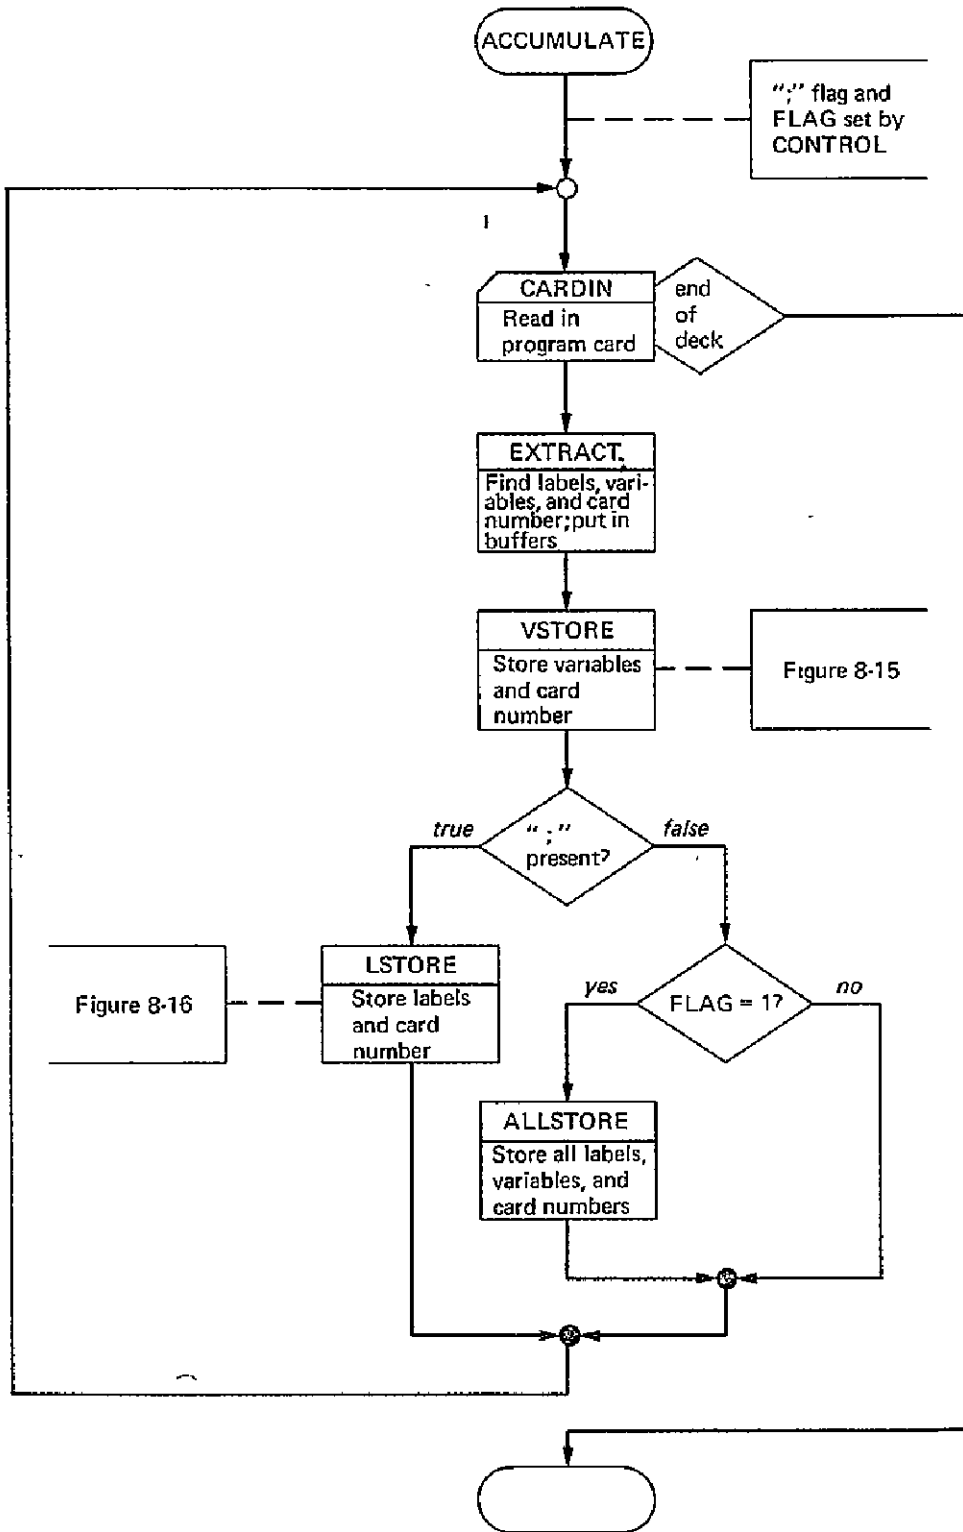 ACCUMULATE
";" flag and
FLAG set by
CONTROL
1
CARDIN
Read in
program card
end
of
deck
EXTRACT.
Find labels, vari-
ables, and card
number;put in
buffers
VSTORE
Store variables
and card
number
Figure 8-15
true
";"
present?
false
Figure 8-16
LSTORE
Store labels
and card
number
yes
FLAG = 1?
no
ALLSTORE
Store all labels,
variables, and
card numbers